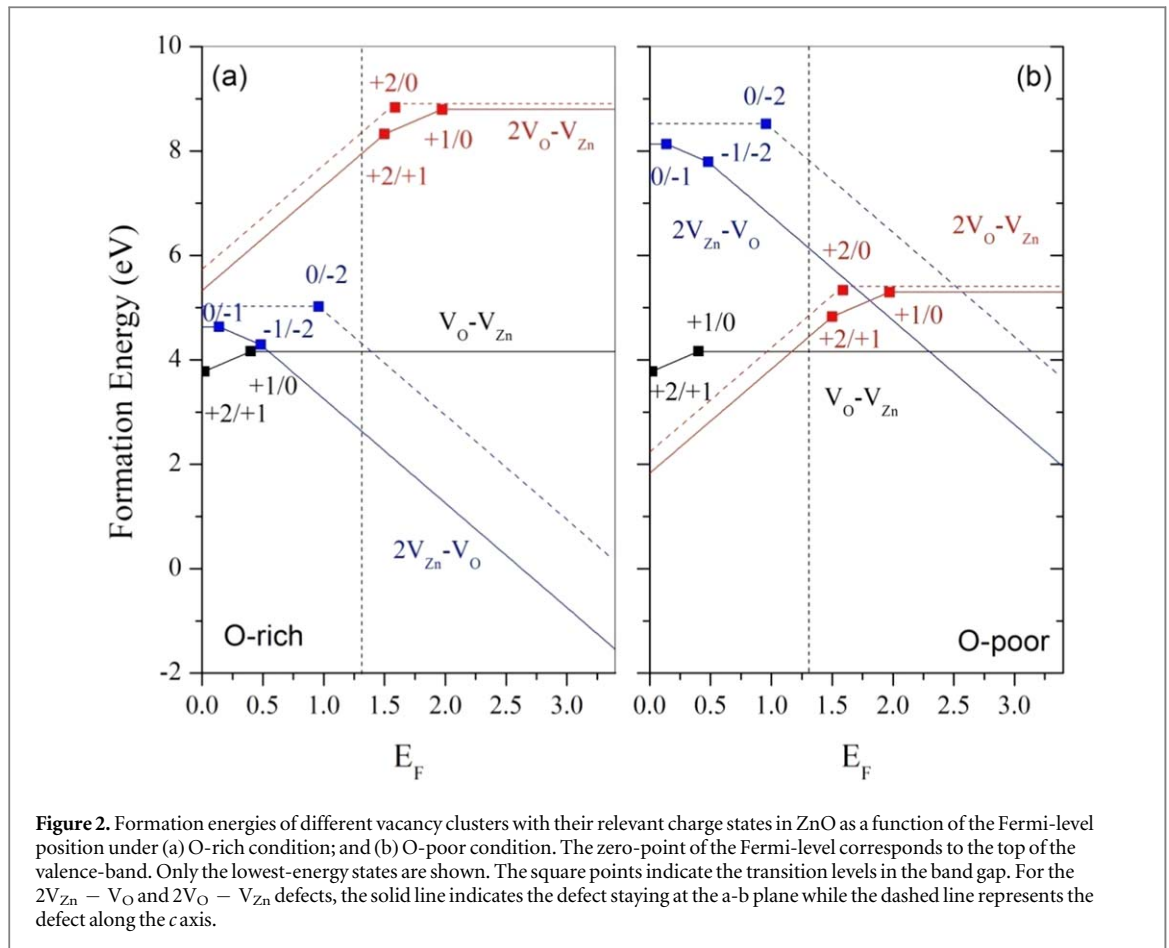 Formation Energy (eV)
10
8
6
4
2
0
-2
(a)
+2/0
+1/0
2V_O-V_Zn
+2/+1
0/-2
0/-1
-1/-2
V_O-V_Zn
+1/0
+2/+1
2V_Zn-V_O
O-rich
0.0 0.5 1.0 1.5 2.0 2.5 3.0
E_F
(b)
0/-2
-1/-2
0/-1
2V_Zn-V_O
2V_O-V_Zn
+2/0
+1/0
+1/0
+2/+1
+2/+1
V_O-V_Zn
O-poor
0.0 0.5 1.0 1.5 2.0 2.5 3.0
E_F
Figure 2. Formation energies of different vacancy clusters with their relevant charge states in ZnO as a function of the Fermi-level
position under (a) O-rich condition; and (b) O-poor condition. The zero-point of the Fermi-level corresponds to the top of the
valence-band. Only the lowest-energy states are shown. The square points indicate the transition levels in the band gap. For the
2V_Zn − V_O and 2V_O − V_Zn defects, the solid line indicates the defect staying at the a-b plane while the dashed line represents the
defect along the c axis.